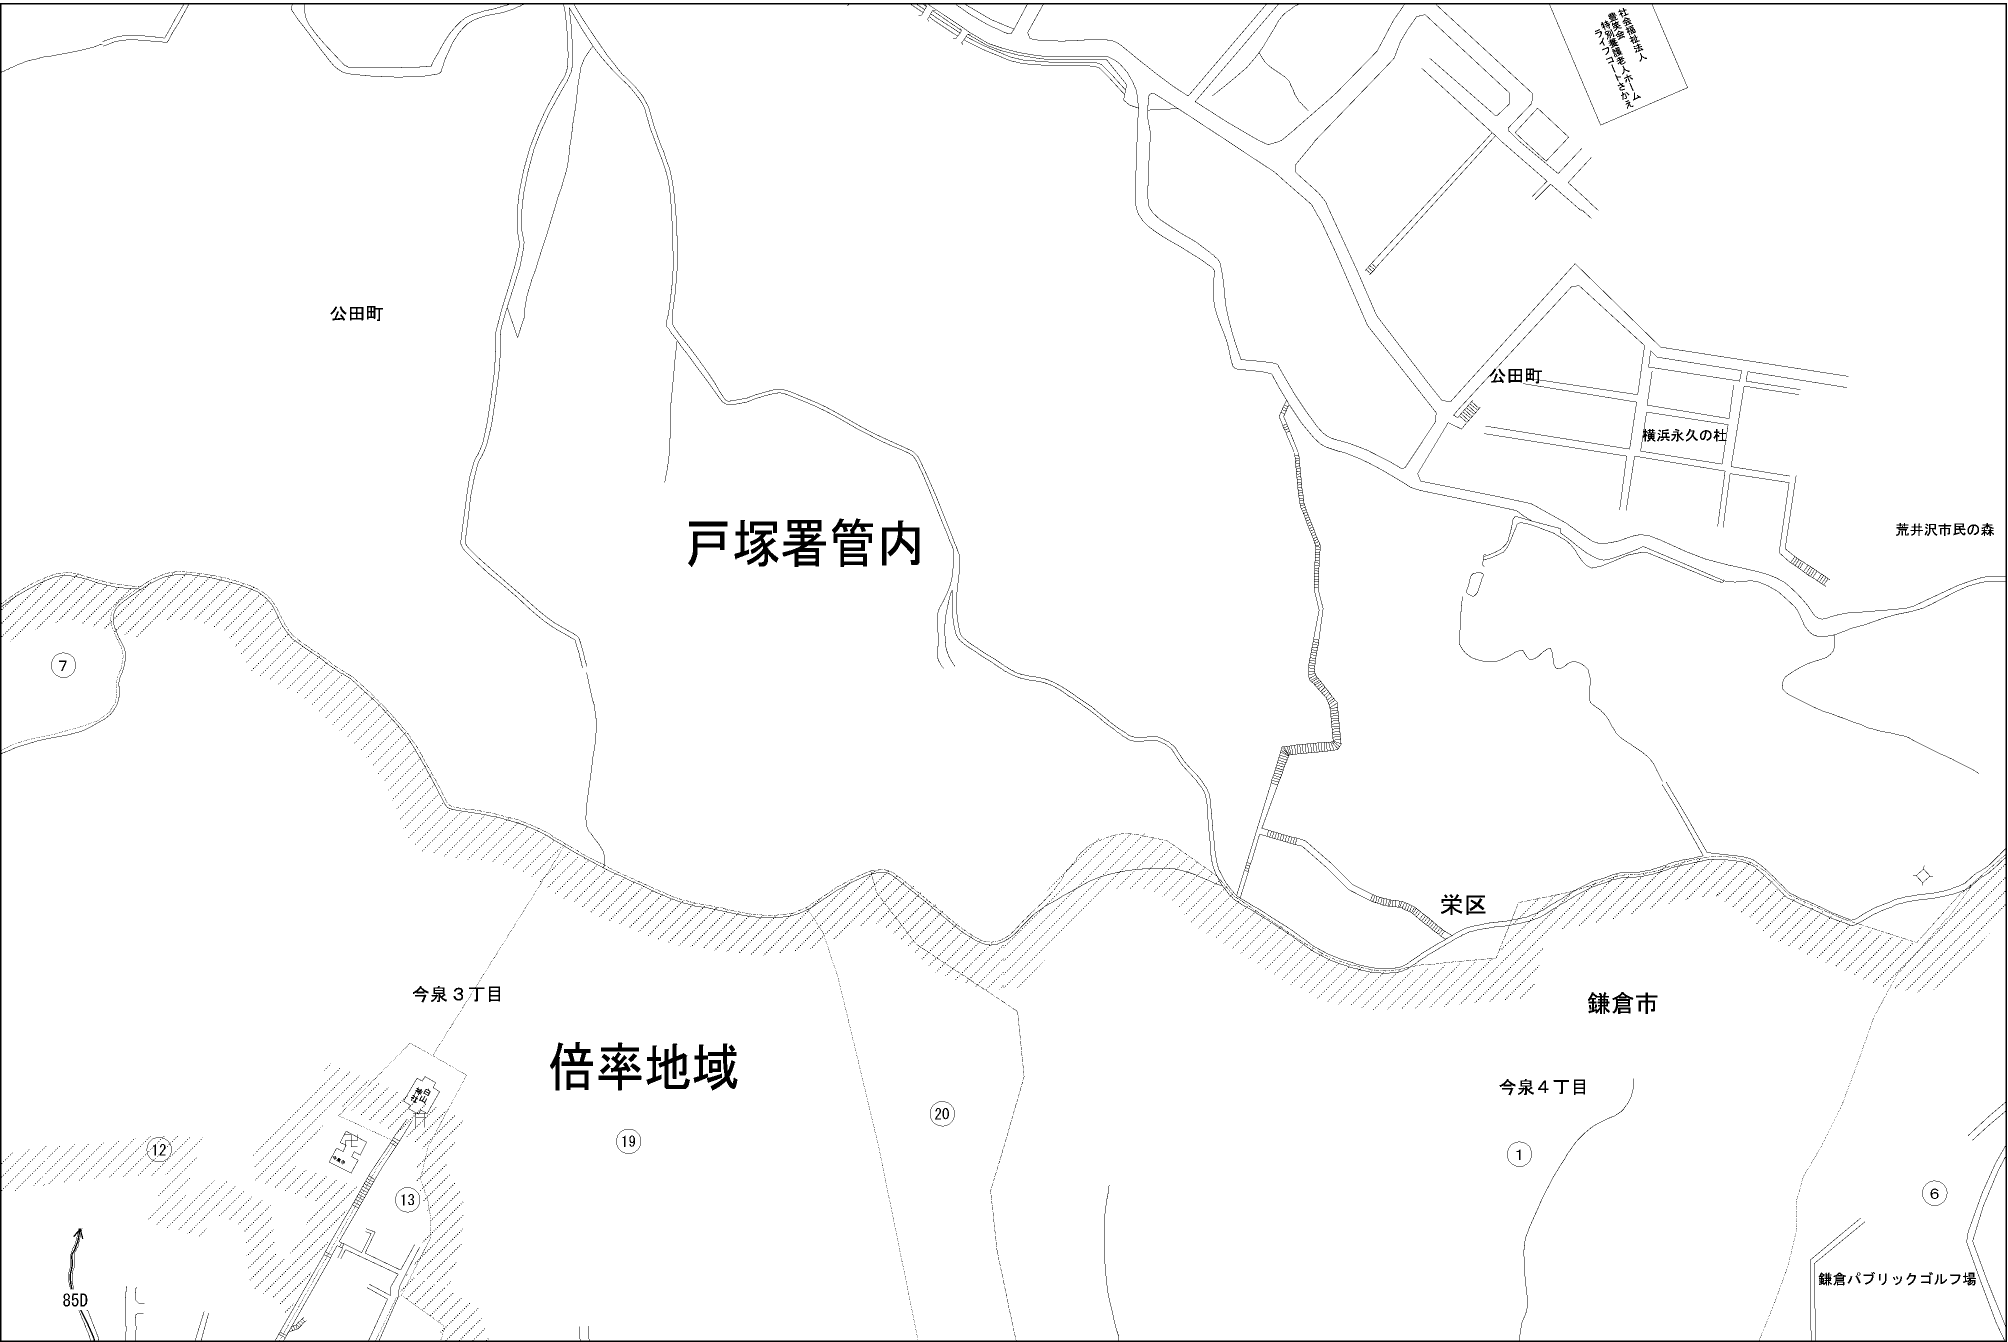 社会福祉法人
豊笑会
特別養護老人ホーム
ライフコートさかえ
公田町
公田町
横浜永久の杜
荒井沢市民の森
戸塚署管内
7
栄区
今泉３丁目
鎌倉市
倍率地域
今泉４丁目
白山
神社
20
19
12
1
13
6
85D
鎌倉パブリックゴルフ場